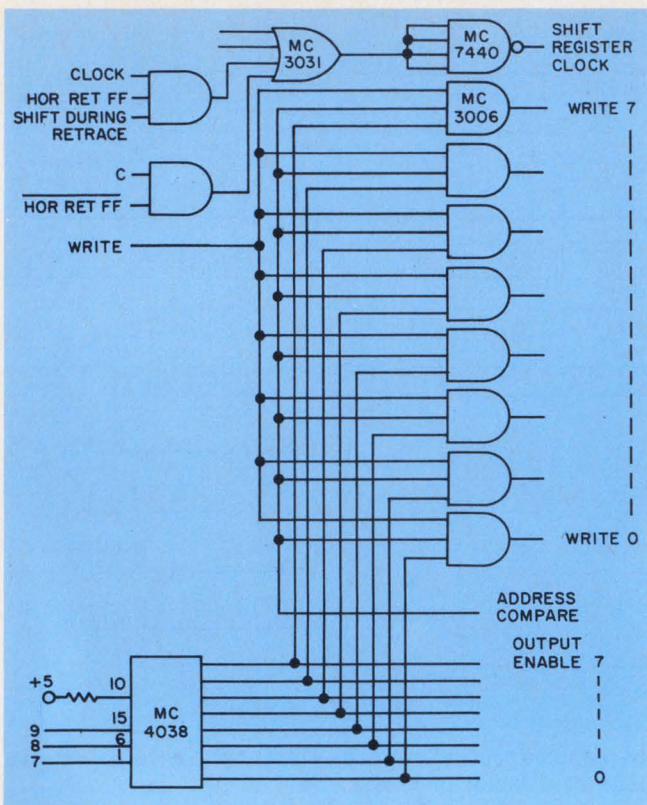 MC 3031
MC 7440
SHIFT REGISTER CLOCK
CLOCK
HOR RET FF
SHIFT DURING RETRACE
MC 3006
WRITE 7
C
HOR RET FF
WRITE
WRITE 0
ADDRESS COMPARE
OUTPUT ENABLE 7
+5
10
MC 4038
15
9
6
8
1
7
0